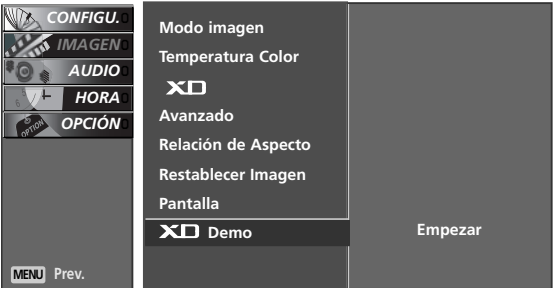 CONFIGU.
IMAGEN
AUDIO
HORA
OPCIÓN
OPTION
MENU Prev.
Modo imagen
Temperatura Color
XD
Avanzado
Relación de Aspecto
Restablecer Imagen
Pantalla
XD Demo
Empezar